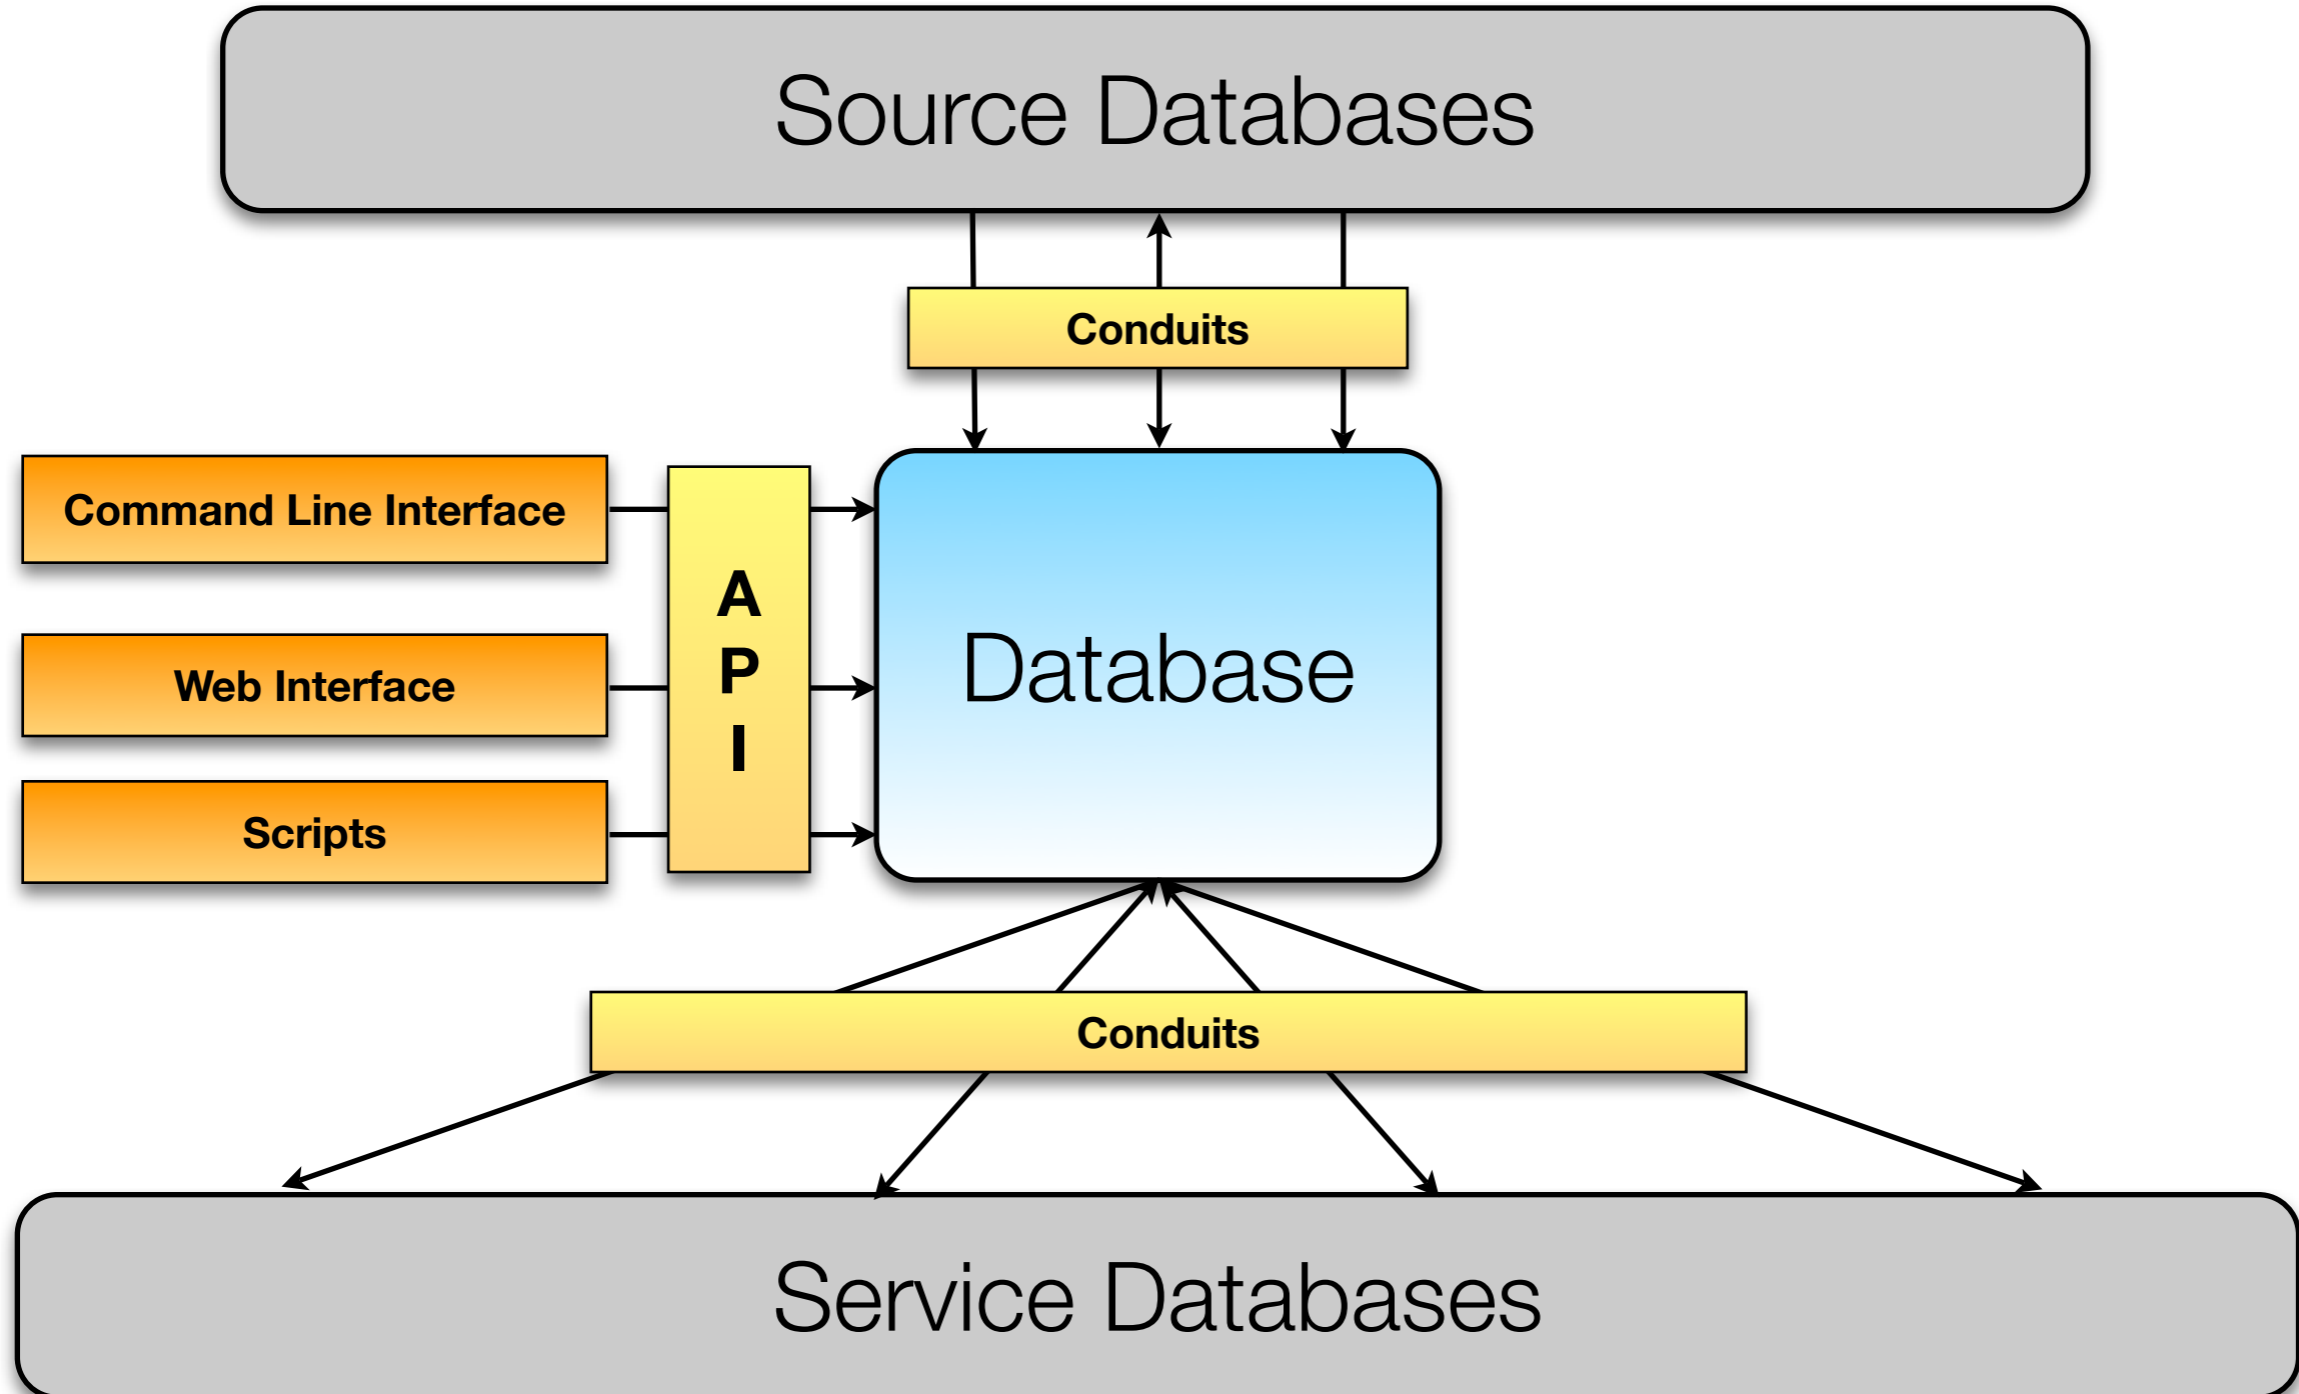 Source Databases
Conduits
Command Line Interface
Web Interface
Scripts
A
P
I
Database
Conduits
Service Databases